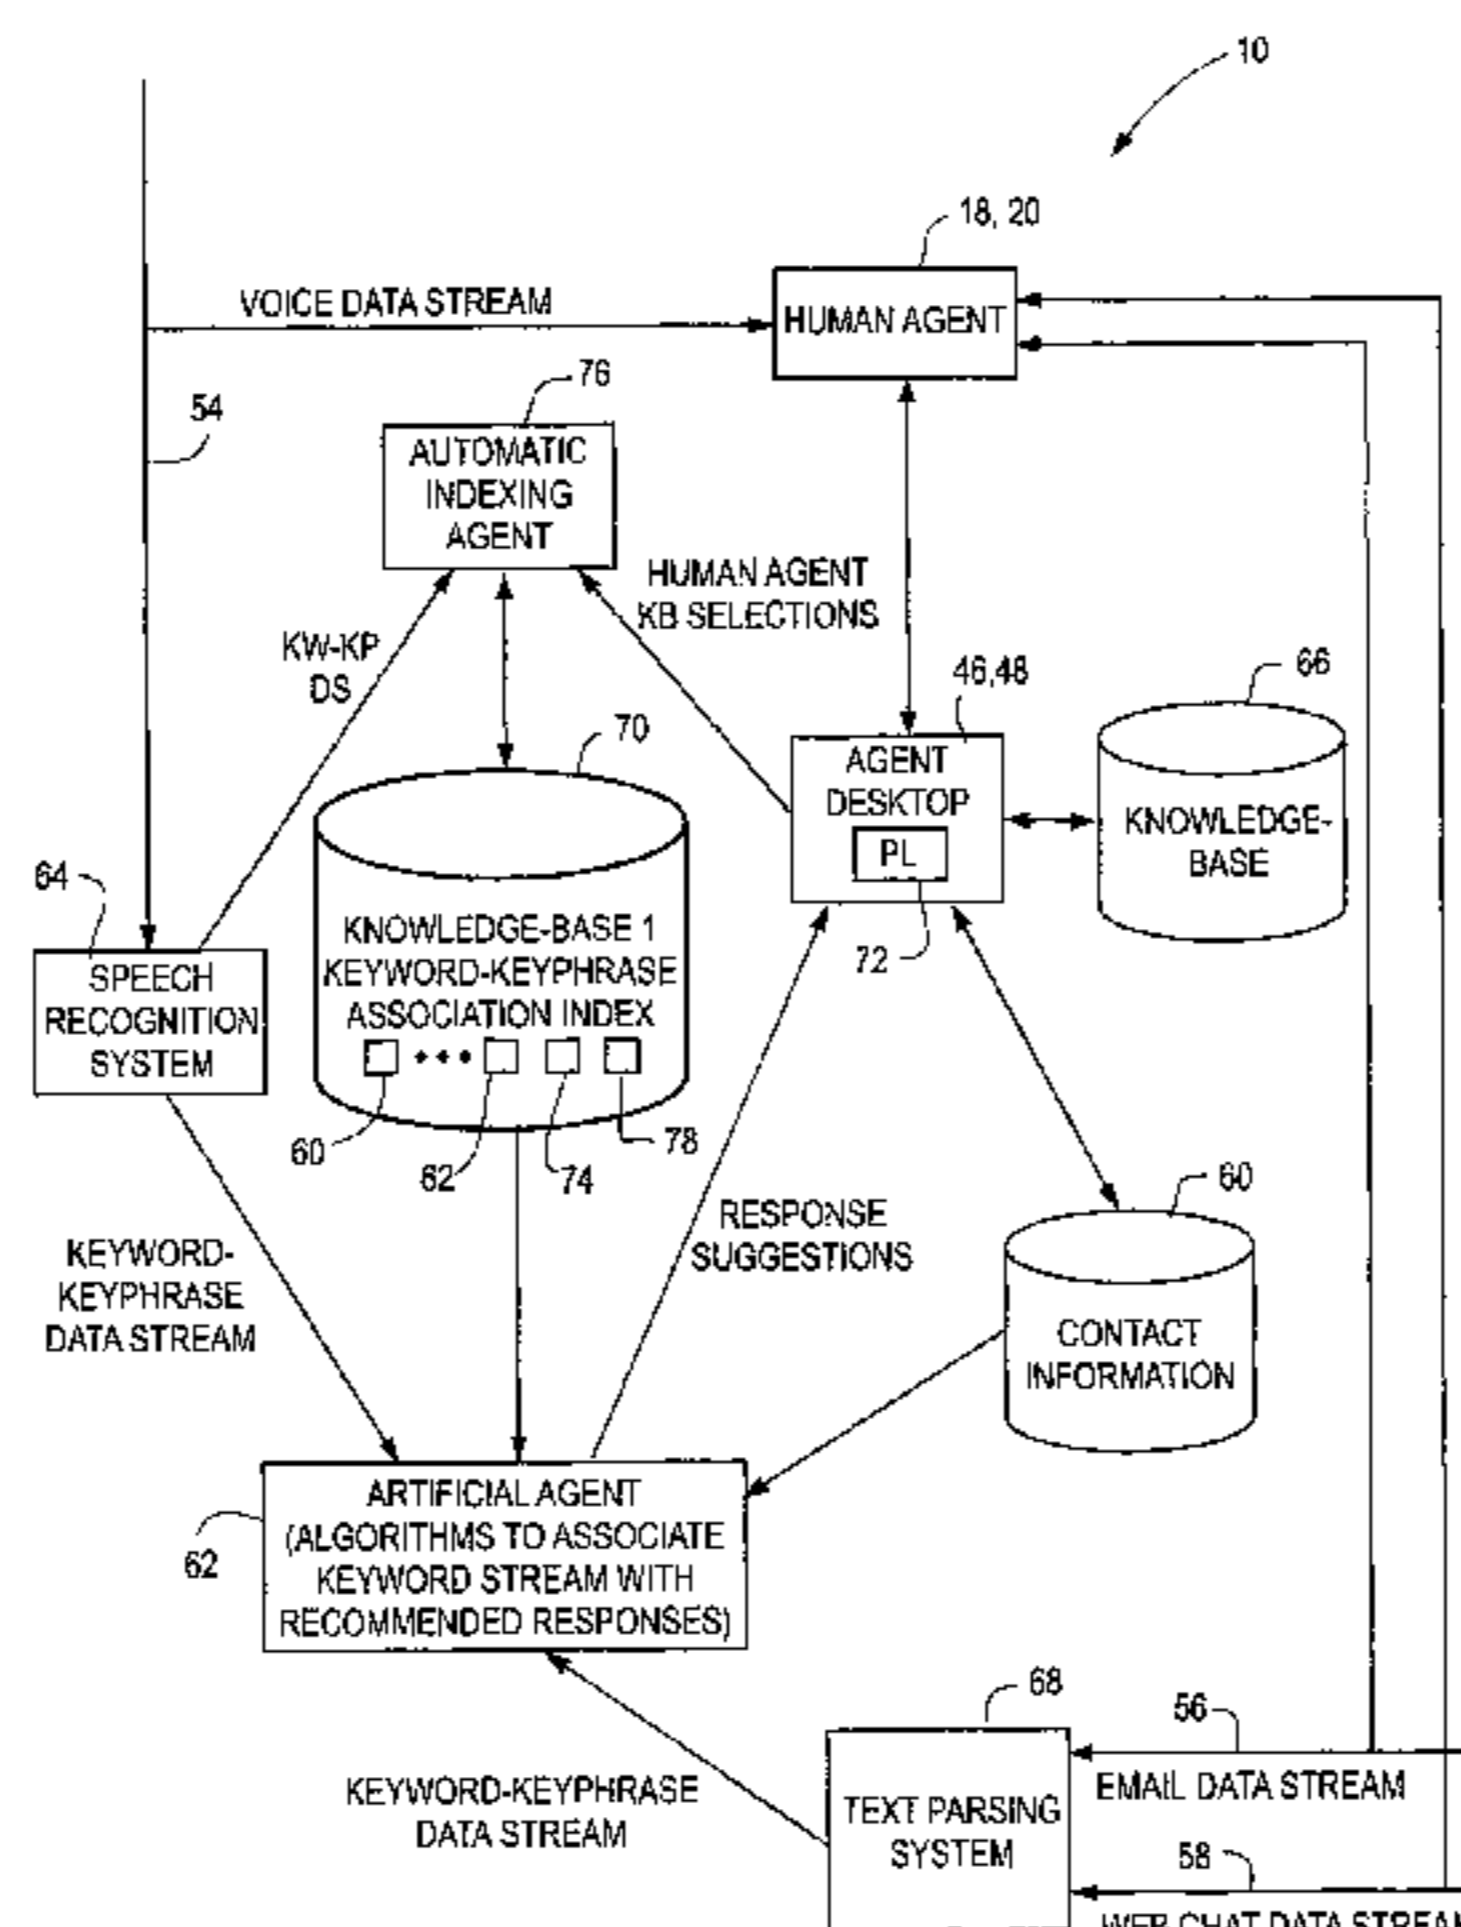 10
18, 20
VOICE DATA STREAM
HUMAN AGENT
76
54
AUTOMATIC
INDEXING
AGENT
HUMAN AGENT
KB SELECTIONS
KW-KP
DS
46,48
66
70
AGENT
DESKTOP
PL
KNOWLEDGE-
BASE
64
72
KNOWLEDGE-BASE 1
KEYWORD-KEYPHRASE
ASSOCIATION INDEX
SPEECH
RECOGNITION
SYSTEM
60
62
74
78
60
RESPONSE
SUGGESTIONS
KEYWORD-
KEYPHRASE
DATA STREAM
CONTACT
INFORMATION
ARTIFICIAL AGENT
(ALGORITHMS TO ASSOCIATE
KEYWORD STREAM WITH
RECOMMENDED RESPONSES)
62
68
56
EMAIL DATA STREAM
KEYWORD-KEYPHRASE
DATA STREAM
TEXT PARSING
SYSTEM
58
WEB CHAT DATA STREAM